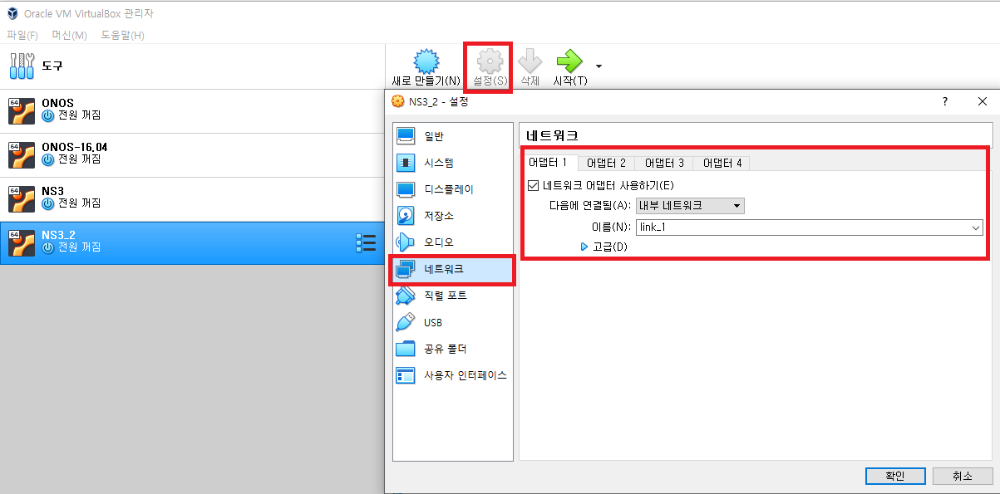 Oracle VM VirtualBox 관리자
파일(F) 머신(M) 도움말(H)
도구
새로 만들기(N) 설정(S) 삭제 시작(T)
64 ONOS
전원 꺼짐
64 ONOS-16.04
전원 꺼짐
64 NS3
전원 꺼짐
64 NS3_2
전원 꺼짐
NS3_2 - 설정 ?
일반
시스템
디스플레이
저장소
오디오
네트워크
직렬 포트
USB
공유 폴더
사용자 인터페이스
네트워크
어댑터 1 어댑터 2 어댑터 3 어댑터 4
네트워크 어댑터 사용하기(E)
다음에 연결됨(A): 내부 네트워크
이름(N): link_1
고급(D)
확인 취소